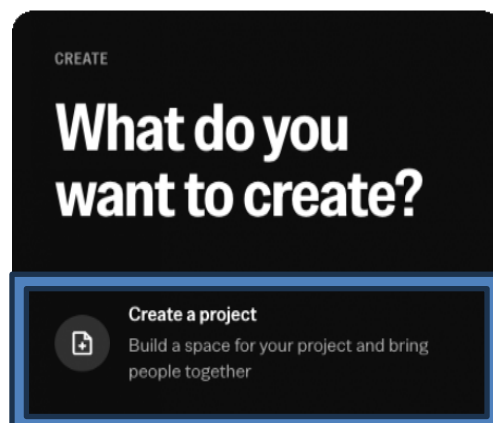 CREATE
What do you
want to create?
Create a project
Build a space for your project and bring
people together